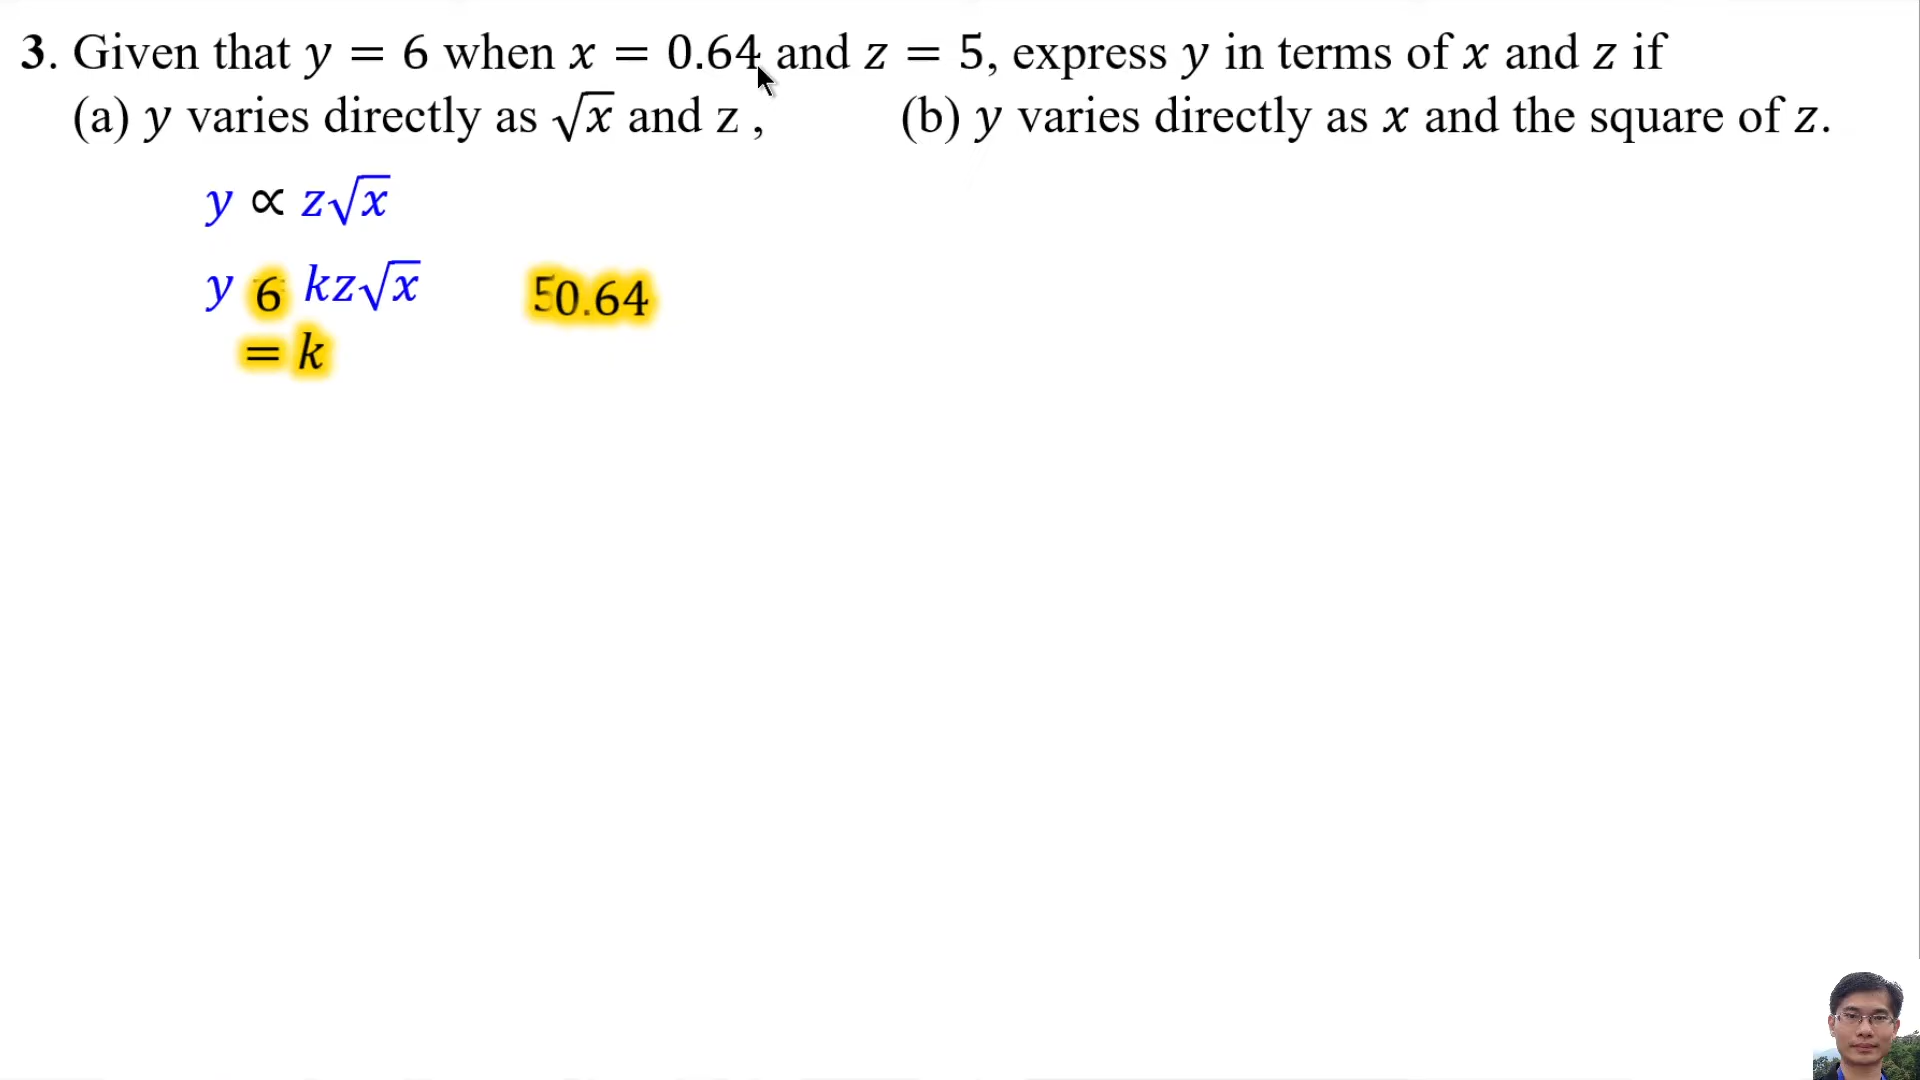 3. Given that y = 6 when x = 0.64 and z = 5, express y in terms of x and z if
(a) y varies directly as √x and z , (b) y varies directly as x and the square of z.
y ∝ z√x
y 6 kz√x 50.64
= k